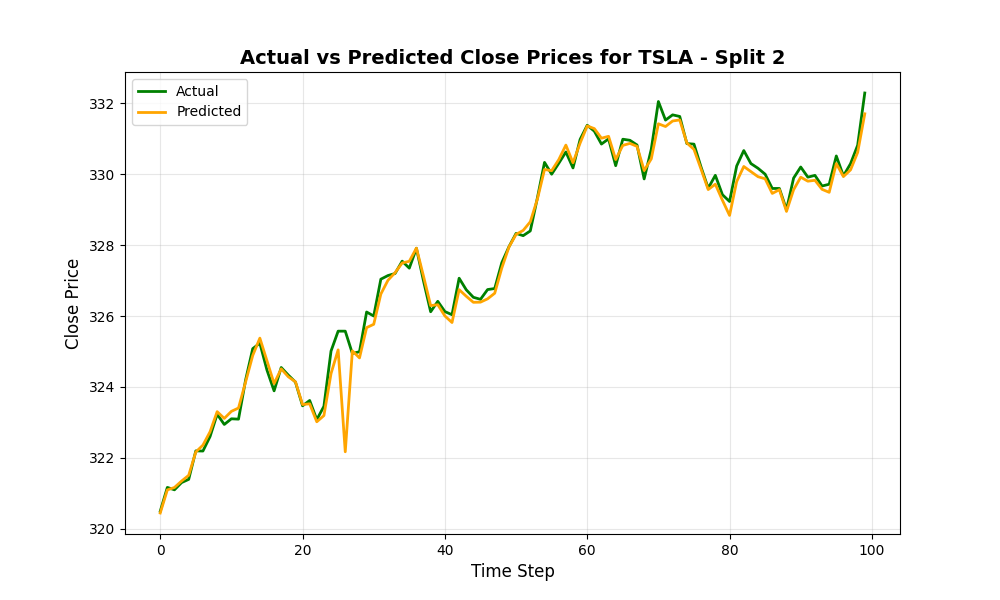 Actual vs Predicted Close Prices for TSLA - Split 2
Actual
Predicted
Close Price
332
330
328
326
324
322
320
0 20 40 60 80 100
Time Step